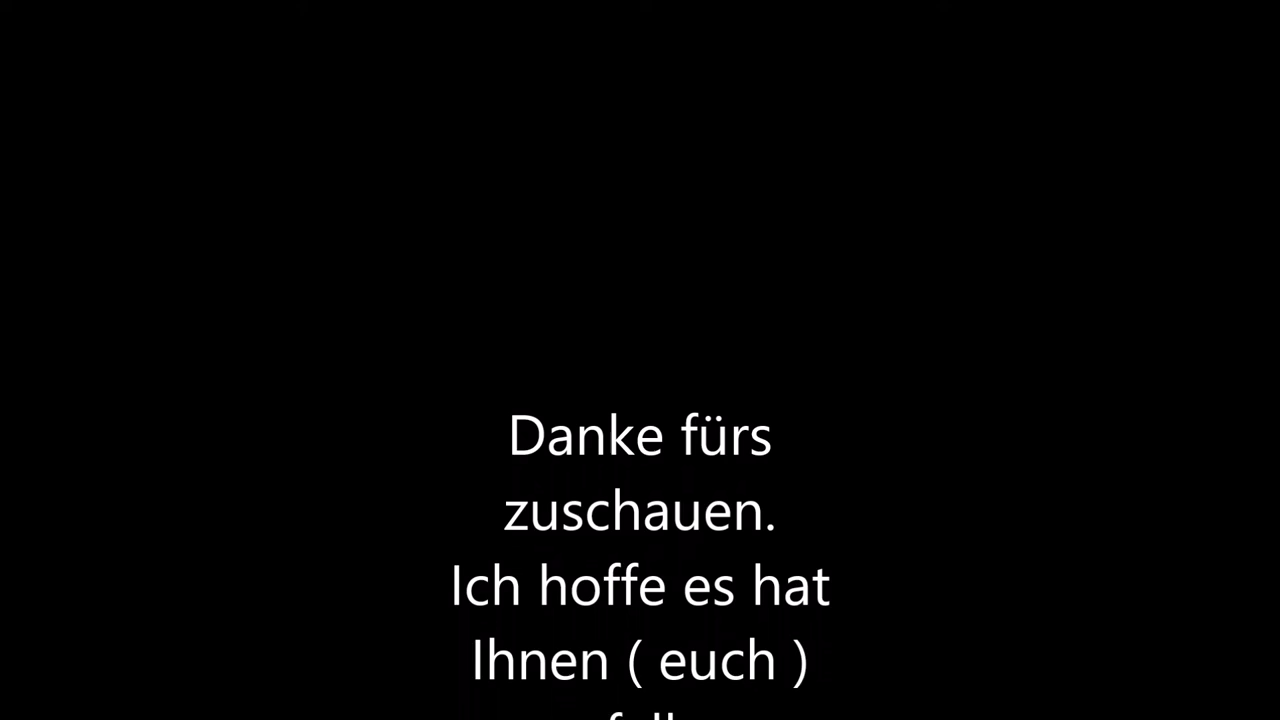 Danke fürs
zuschauen.
Ich hoffe es hat
Ihnen ( euch )